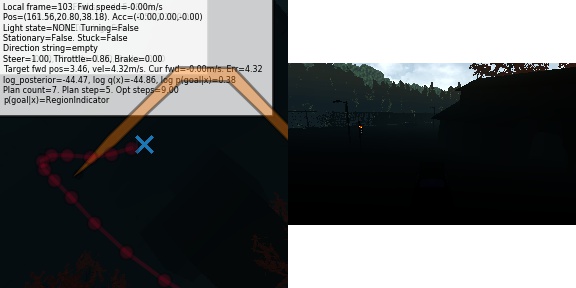 Local frame=103. Fwd speed=-0.00m/s
Pos=(161.56,20.80,38.18). Acc=(-0.00,0.00,-0.00)
Light state=NONE. Turning=False
Stationary=False. Stuck=False
Direction string=empty
Steer=1.00, Throttle=0.86, Brake=0.00
Target fwd pos=3.46, vel=4.32m/s. Cur fwd=-0.00m/s. Err=4.32
log_posterior=-44.47, log q(x)=-44.86, log p(goal|x)=0.38
Plan count=7. Plan step=5. Opt steps=9.00
p(goal|x)=RegionIndicator